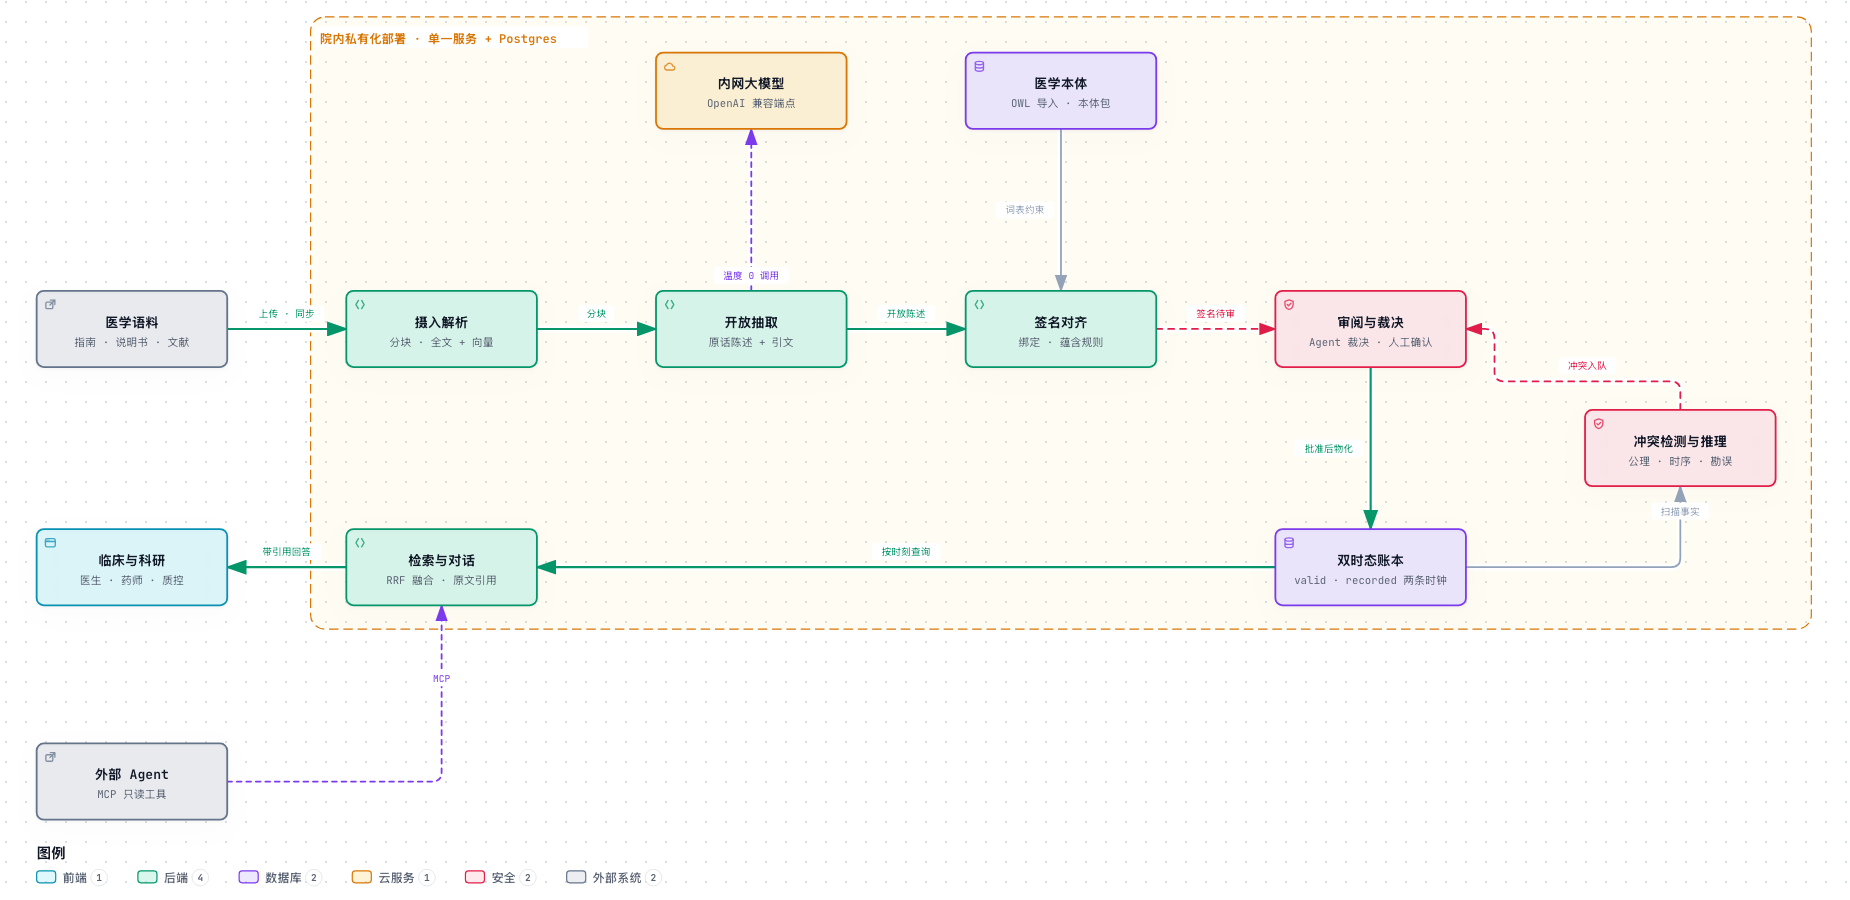 院内私有化部署 · 单一服务 + Postgres
内网大模型
OpenAI 兼容端点
医学本体
OWL 导入 · 本体包
词表约束
温度 0 调用
医学语料
指南 · 说明书 · 文献
上传 · 同步
摄入解析
分块 · 全文 + 向量
分块
开放抽取
原话陈述 + 引文
开放陈述
签名对齐
绑定 · 蕴含规则
签名待审
审阅与裁决
Agent 裁决 · 人工确认
冲突入队
冲突检测与推理
公理 · 时序 · 勘误
批准后物化
扫描事实
临床与科研
医生 · 药师 · 质控
带引用回答
检索与对话
RRF 融合 · 原文引用
按时刻查询
双时态账本
valid · recorded 两条时钟
MCP
外部 Agent
MCP 只读工具
图例
前端 1
后端 4
数据库 2
云服务 1
安全 2
外部系统 2